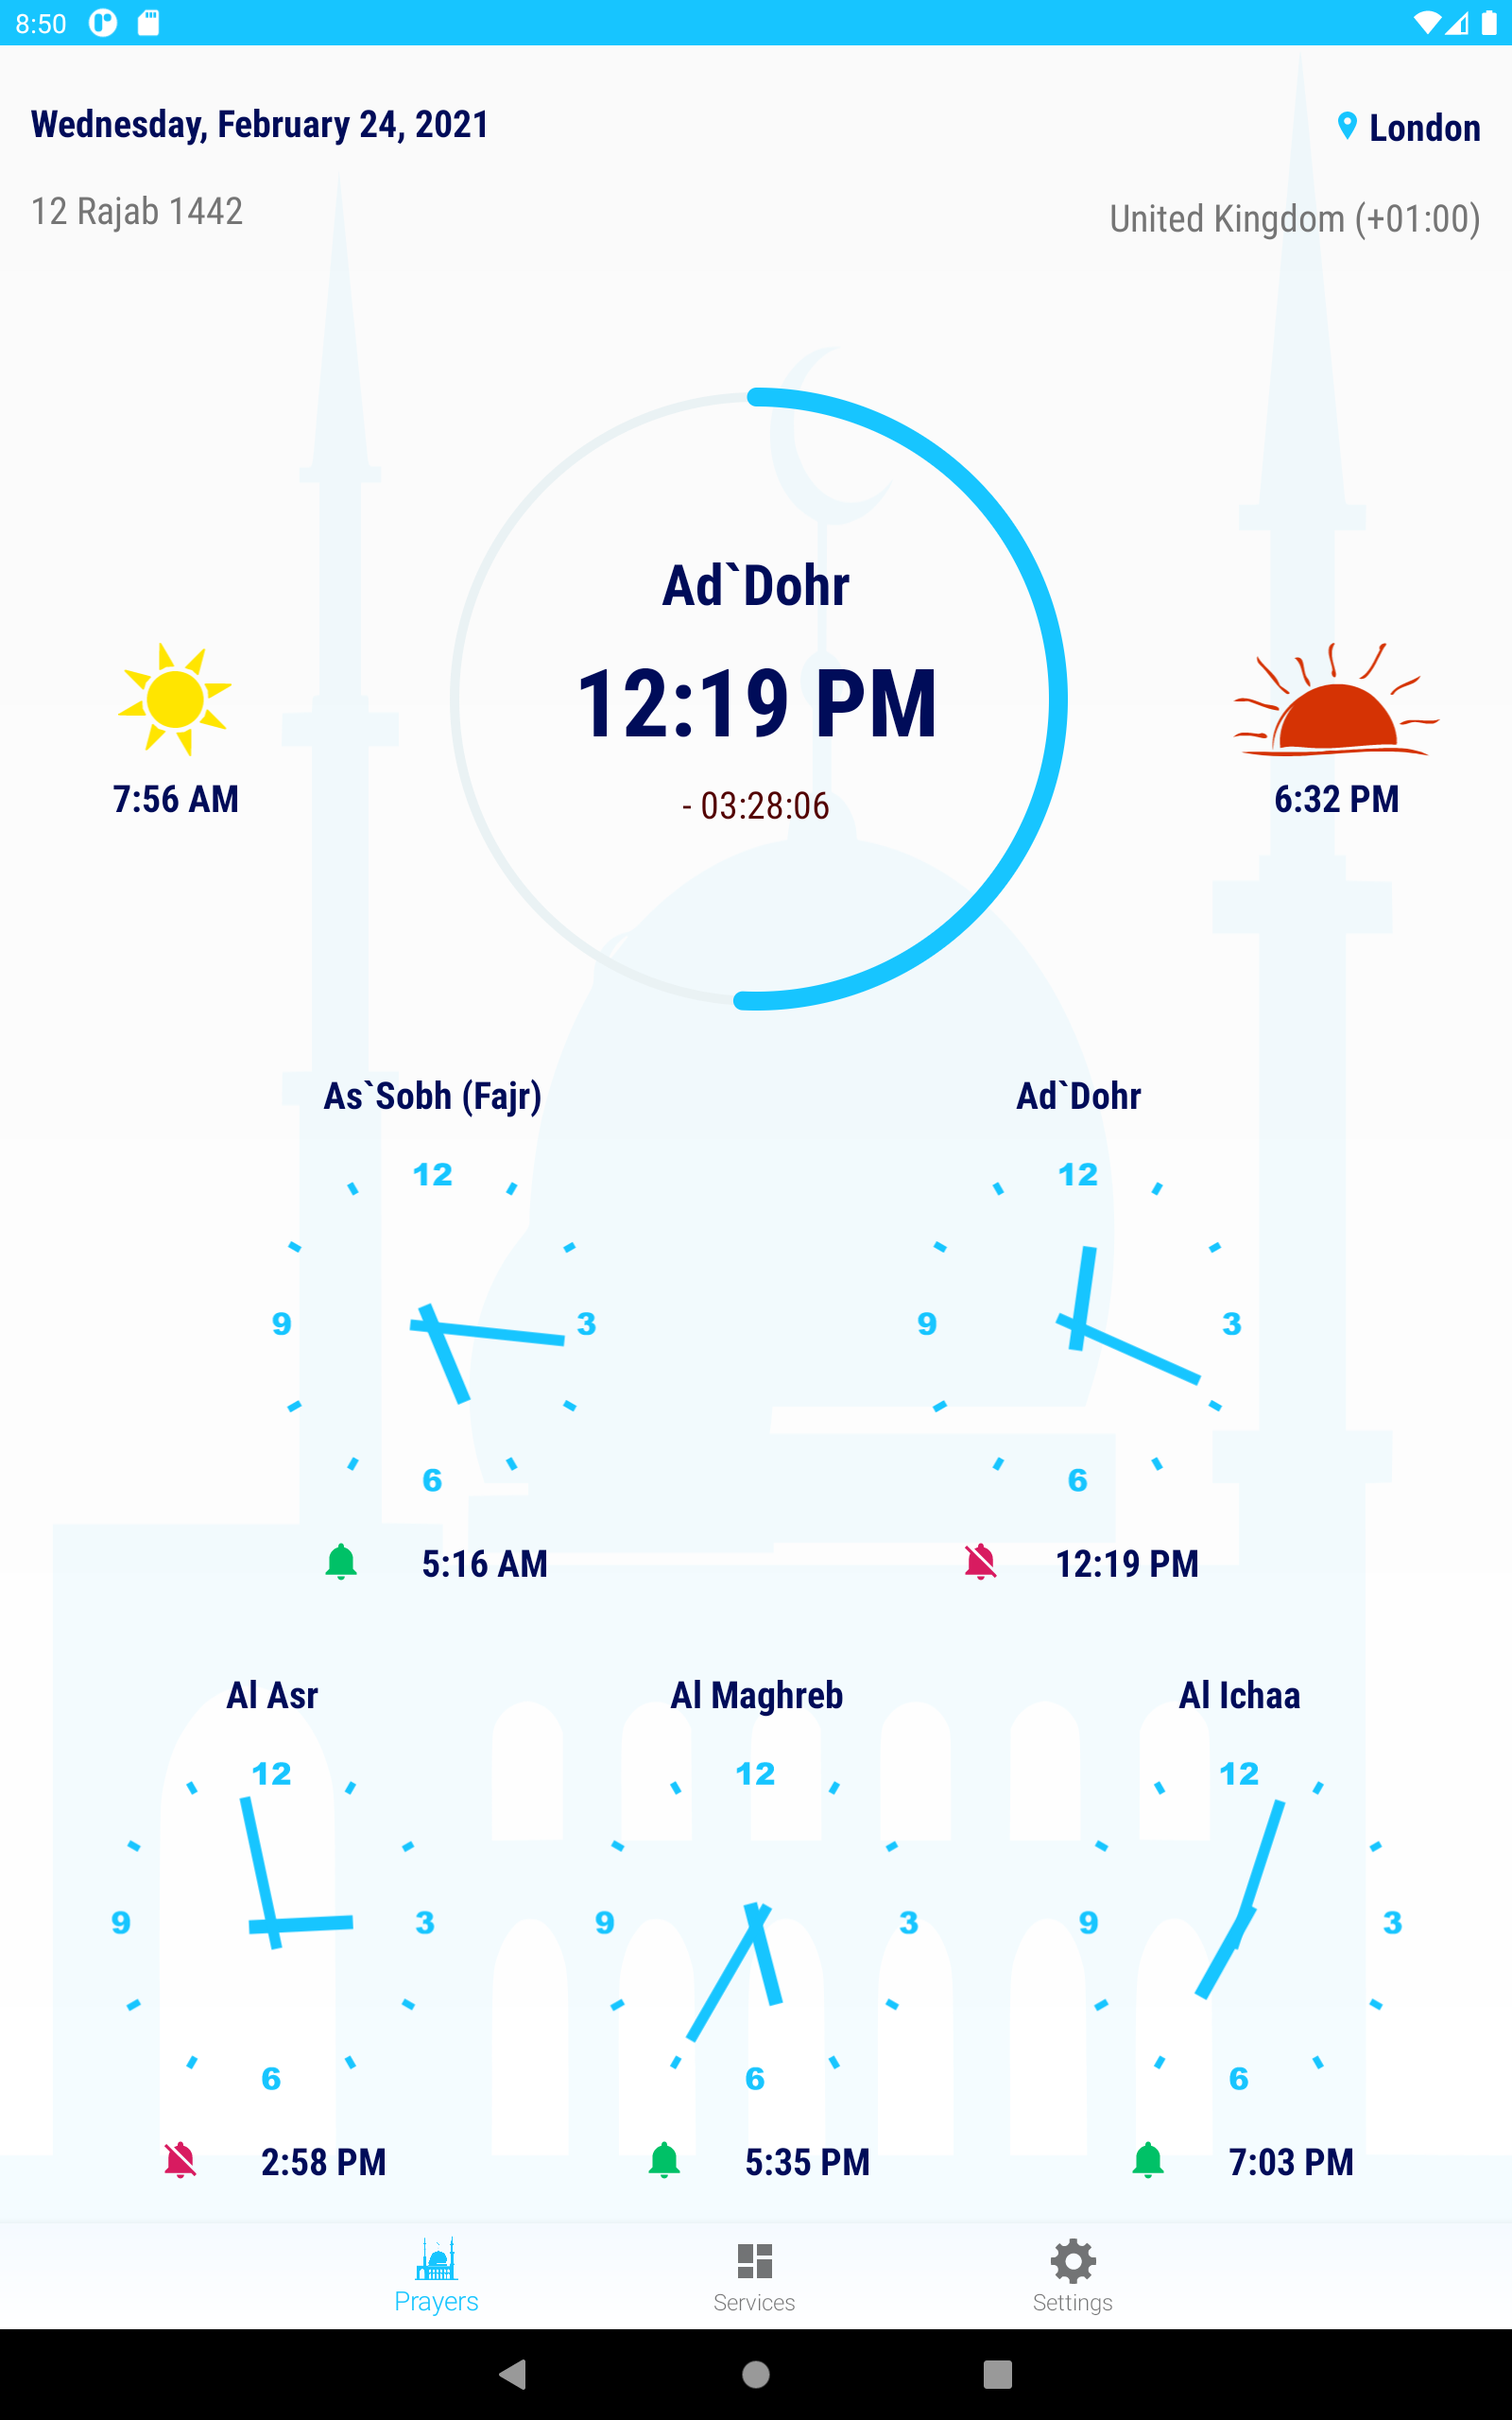 8:50
Wednesday, February 24, 2021
London
12 Rajab 1442
United Kingdom (+01:00)
Ad`Dohr
12:19 PM
- 03:28:06
7:56 AM
6:32 PM
As`Sobh (Fajr)
Ad`Dohr
12
3
6
9
12
3
6
9
5:16 AM
12:19 PM
Al Asr
Al Maghreb
Al Ichaa
12
3
6
9
12
3
6
9
12
3
6
9
2:58 PM
5:35 PM
7:03 PM
Prayers
Services
Settings